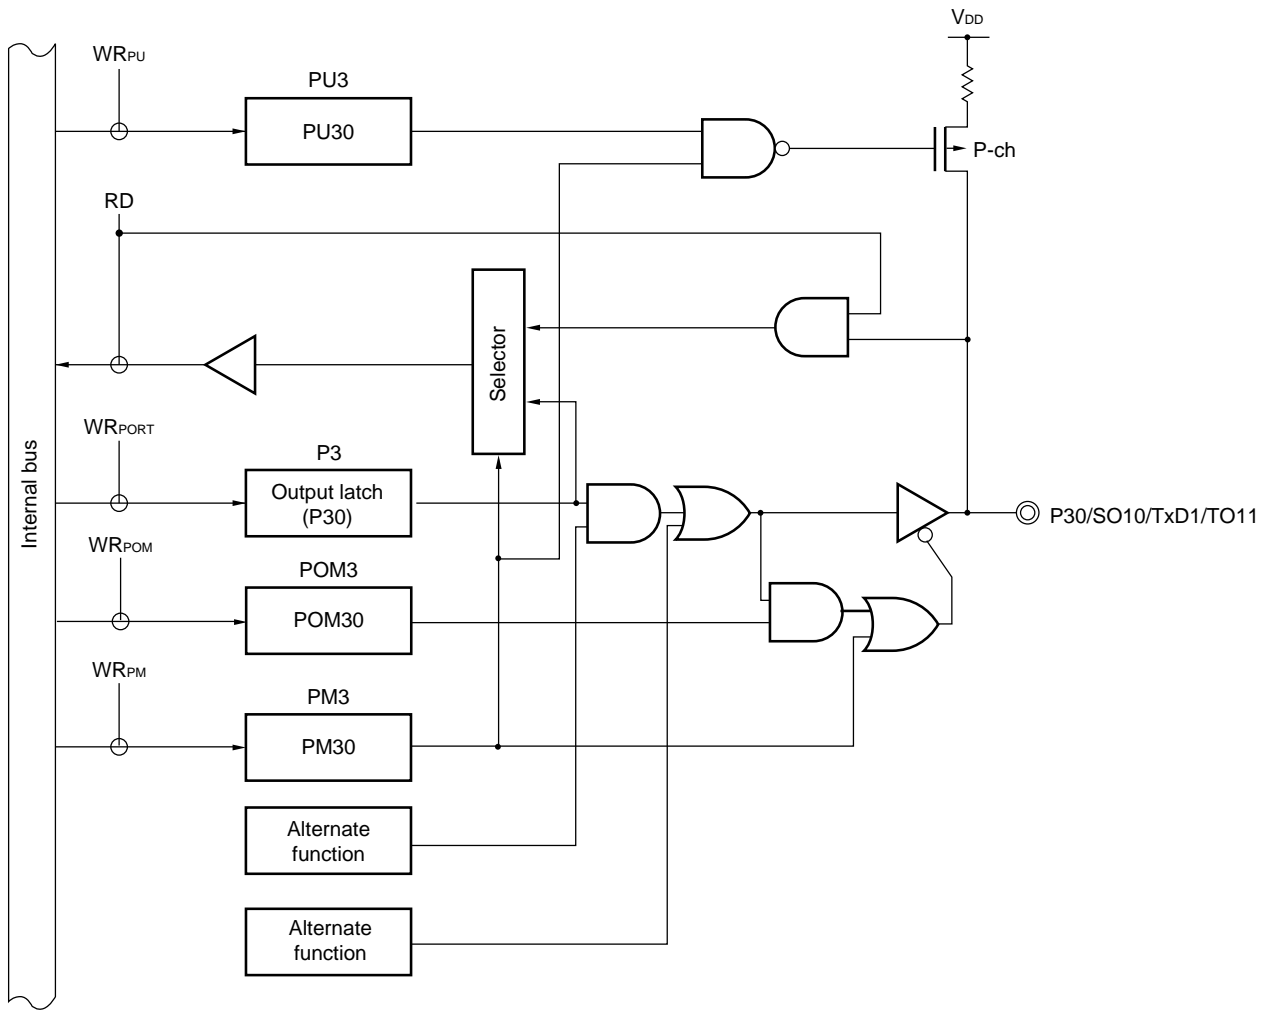 VDD
WRPU
PU3
PU30
P-ch
RD
Selector
WRPORT
P3
Output latch
(P30)
Internal bus
P30/SO10/TxD1/TO11
WRPOM
POM3
POM30
WRPM
PM3
PM30
Alternate
function
Alternate
function